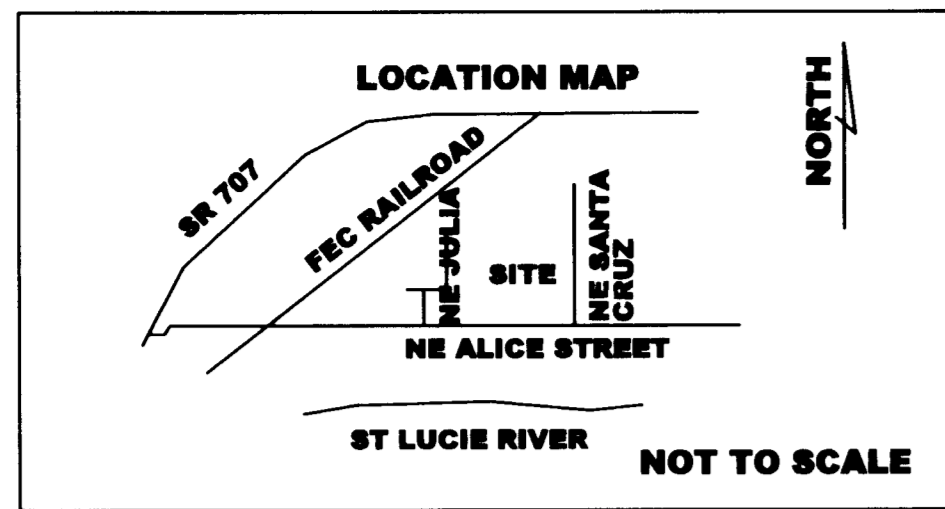 LOCATION MAP
NORTH
SR 707
FEC RAILROAD
NE JULIA
SITE
NE SANTA
CRUZ
NE ALICE STREET
ST LUCIE RIVER
NOT TO SCALE